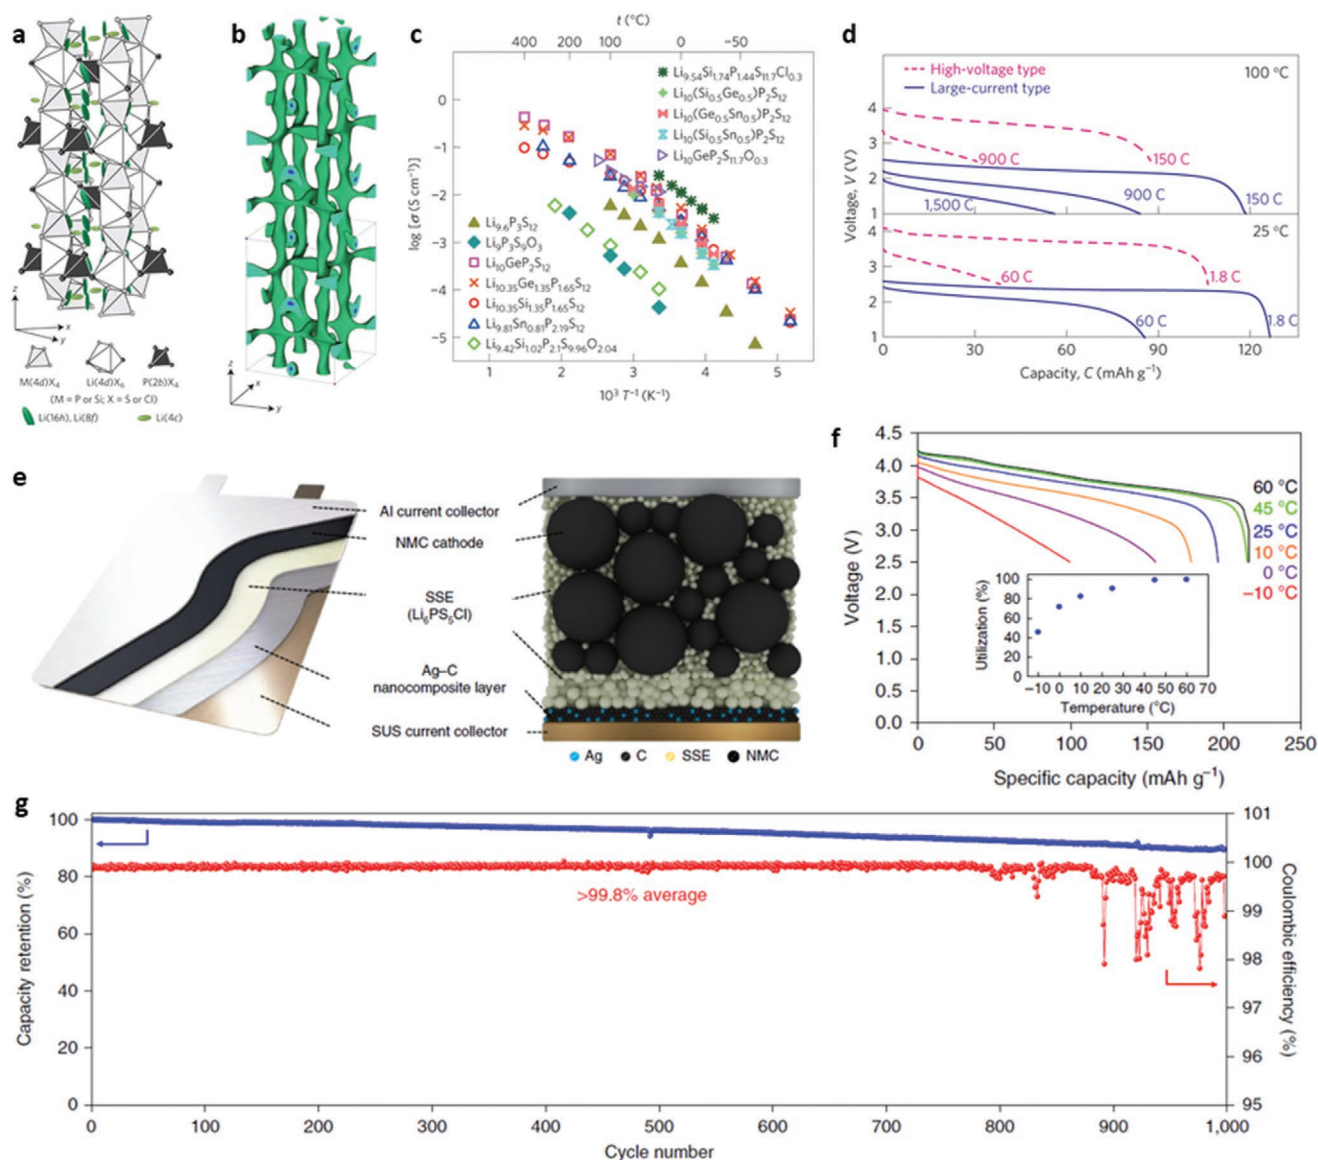 a
z
x
y
M(4d)X₄ Li(4d)X₆ P(2b)X₄
(M = P or Si; X = S or Cl)
Li(16h), Li(8f) Li(4c)
b
z
x
y
c
t (°C)
400 200 100 0 −50
log [σ (S cm⁻¹)]
0
−1
−2
−3
−4
−5
Li₉.₅₄Si₁.₇₄P₁.₄₄S₁₁.₇Cl₀.₃
Li₁₀(Si₀.₅Ge₀.₅)P₂S₁₂
Li₁₀(Ge₀.₅Sn₀.₅)P₂S₁₂
Li₁₀(Si₀.₅Sn₀.₅)P₂S₁₂
Li₁₀GeP₂S₁₁.₇O₀.₃
Li₉.₆P₃S₁₂
Li₉P₃S₉O₃
Li₁₀GeP₂S₁₂
Li₁₀.₃₅Ge₁.₃₅P₁.₆₅S₁₂
Li₁₀.₃₅Si₁.₃₅P₁.₆₅S₁₂
Li₉.₈₁Sn₀.₈₁P₂.₁₉S₁₂
Li₉.₄₂Si₁.₀₂P₂.₁S₉.₉₆O₂.₀₄
1 2 3 4 5
10³ T⁻¹ (K⁻¹)
d
High-voltage type 100 °C
Large-current type
Voltage, V (V)
4
3
2
1
900 C 150 C
1,500 C 900 C 150 C
25 °C
4
3
2
1
60 C 1.8 C
60 C 1.8 C
0 30 60 90 120
Capacity, C (mAh g⁻¹)
e
Al current collector
NMC cathode
SSE
(Li₆PS₅Cl)
Ag–C
nanocomposite layer
SUS current collector
Ag C SSE NMC
f
Voltage (V)
4.5
4.0
3.5
3.0
2.5
2.0
1.5
1.0
0.5
0.0
60 °C
45 °C
25 °C
10 °C
0 °C
−10 °C
Utilization (%)
100
80
60
40
20
0
−10 0 10 20 30 40 50 60 70
Temperature (°C)
0 50 100 150 200 250
Specific capacity (mAh g⁻¹)
g
Capacity retention (%)
100
80
60
40
20
0
>99.8% average
101
100
99
98
97
96
95
Coulombic efficiency (%)
0 100 200 300 400 500 600 700 800 900 1,000
Cycle number